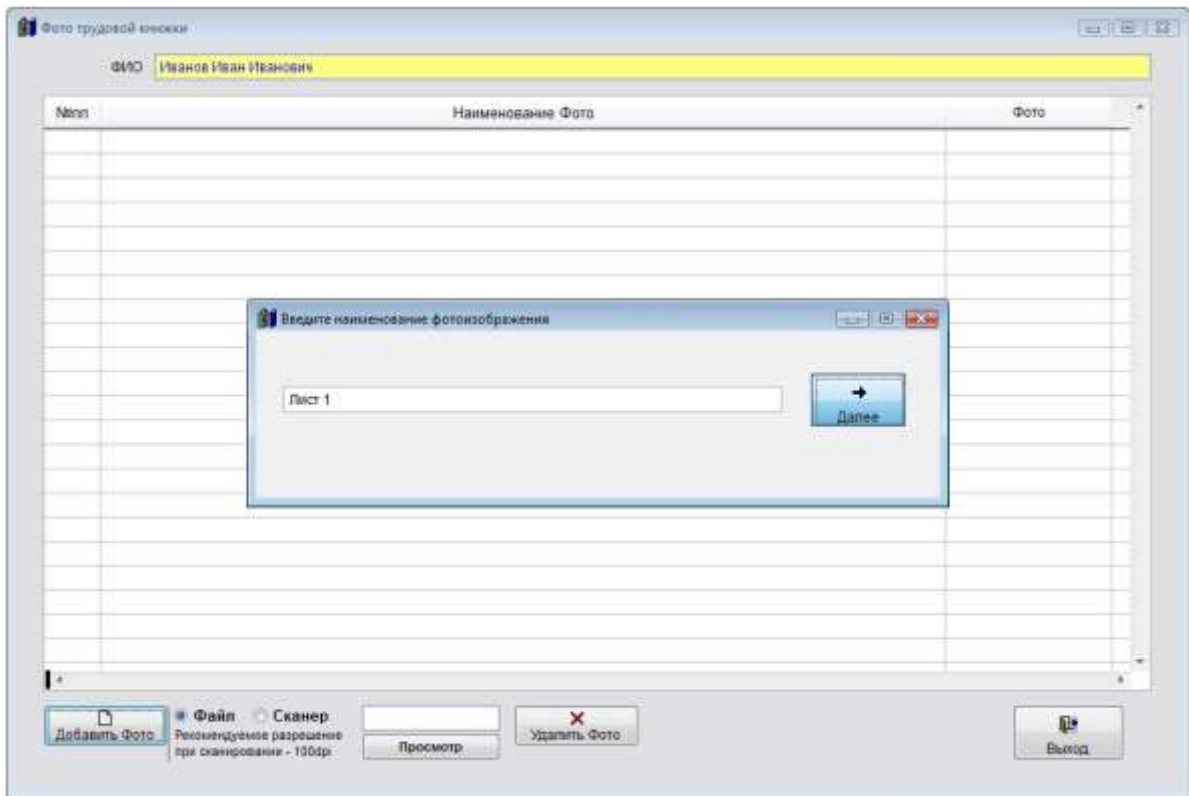 Фото трудовой книжки
ФИО Иванов Иван Иванович
№пп Наименование Фото Фото
Введите наименование фотоизображения
Лист 1
Далее
Добавить Фото
Файл Сканер
Рекомендуемое разрешение
при сканировании - 100dpi
Просмотр
Удалить Фото
Выход